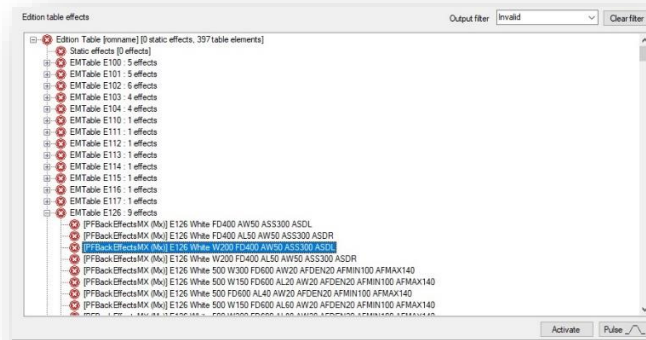 Edition table effects
Output filter Invalid Clear filter
Edition Table [romname] [0 static effects, 397 table elements]
Static effects [0 effects]
EMTable E100 : 5 effects
EMTable E101 : 5 effects
EMTable E102 : 6 effects
EMTable E103 : 4 effects
EMTable E104 : 4 effects
EMTable E110 : 1 effects
EMTable E111 : 1 effects
EMTable E112 : 1 effects
EMTable E113 : 1 effects
EMTable E114 : 1 effects
EMTable E115 : 1 effects
EMTable E116 : 1 effects
EMTable E117 : 1 effects
EMTable E126 : 9 effects
[PFBackEffectsMX (Mx)] E126 White FD400 AW50 ASS300 ASDL
[PFBackEffectsMX (Mx)] E126 White FD400 AL50 AW50 ASS300 ASDR
[PFBackEffectsMX (Mx)] E126 White W200 FD400 AW50 ASS300 ASDL
[PFBackEffectsMX (Mx)] E126 White W200 FD400 AL50 AW50 ASS300 ASDR
[PFBackEffectsMX (Mx)] E126 White 500 W300 FD600 AW20 AFDEN20 AFMIN100 AFMAX140
[PFBackEffectsMX (Mx)] E126 White 500 W150 FD600 AL20 AW20 AFDEN20 AFMIN100 AFMAX140
[PFBackEffectsMX (Mx)] E126 White 500 FD600 AL40 AW20 AFDEN20 AFMIN100 AFMAX140
[PFBackEffectsMX (Mx)] E126 White 500 W150 FD600 AL60 AW20 AFDEN20 AFMIN100 AFMAX140
Activate Pulse